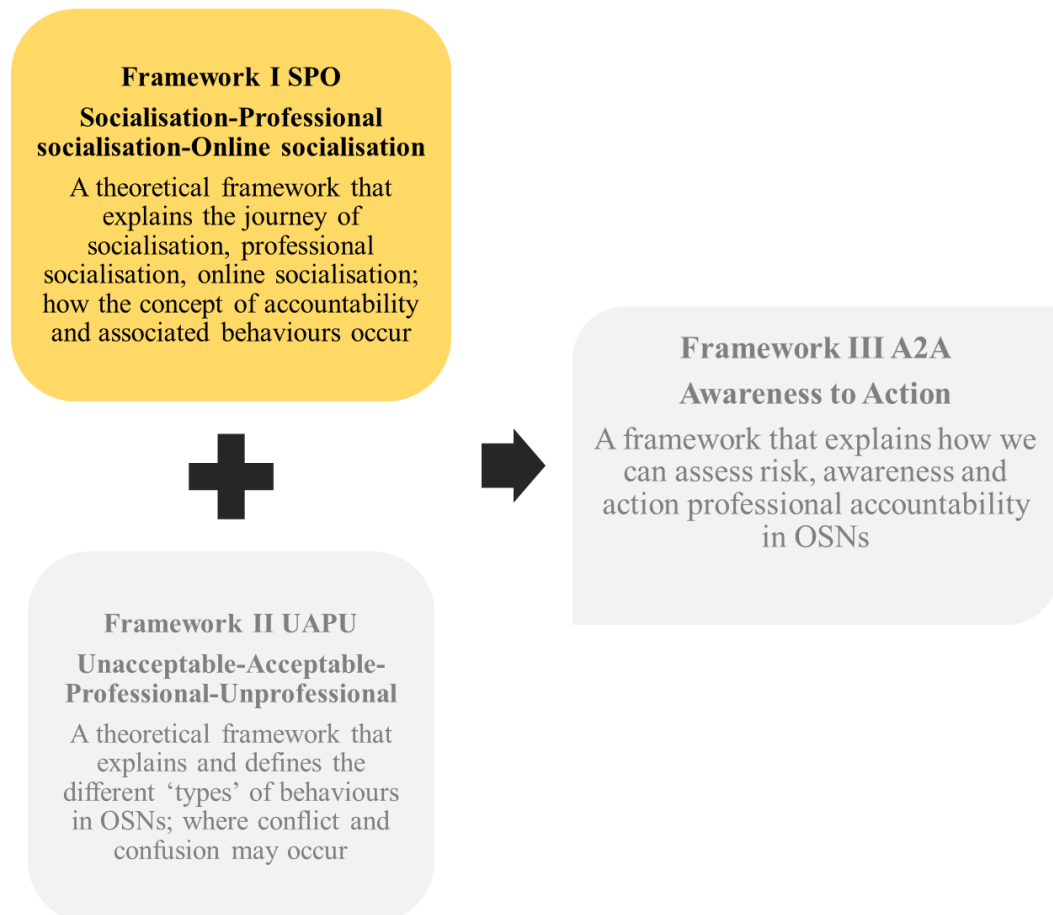 Framework I SPO
Socialisation-Professional
socialisation-Online socialisation
A theoretical framework that
explains the journey of
socialisation, professional
socialisation, online socialisation;
how the concept of accountability
and associated behaviours occur
Framework II UAPU
Unacceptable-Acceptable-
Professional-Unprofessional
A theoretical framework that
explains and defines the
different ‘types’ of behaviours
in OSNs; where conflict and
confusion may occur
Framework III A2A
Awareness to Action
A framework that explains how we
can assess risk, awareness and
action professional accountability
in OSNs